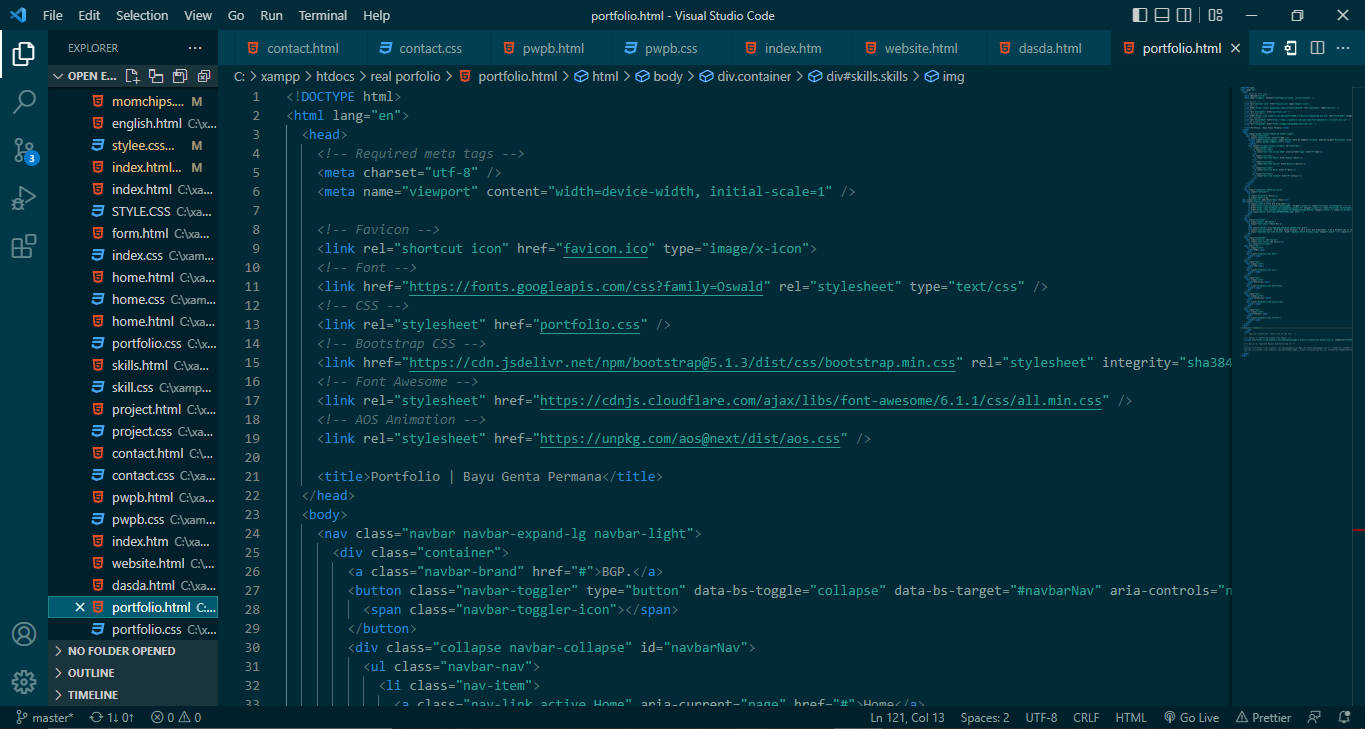 File Edit Selection View Go Run Terminal Help
portfolio.html - Visual Studio Code
EXPLORER ···
contact.html contact.css pwpb.html pwpb.css index.htm website.html dasda.html portfolio.html
OPEN E...
C: > xampp > htdocs > real porfolio > portfolio.html > html > body > div.container > div#skills.skills > img
momchips.... M
english.html C:\x...
stylee.css... M
index.html... M
index.html C:\xa...
STYLE.CSS C:\xa...
form.html C:\xa...
index.css C:\xam...
home.html C:\xa...
home.css C:\xam...
home.html C:\xa...
portfolio.css C:\x...
skills.html C:\xa...
skill.css C:\xamp...
project.html C:\xa...
project.css C:\xa...
contact.html C:\...
contact.css C:\xa...
pwpb.html C:\xa...
pwpb.css C:\xam...
index.htm C:\xa...
website.html C:\...
dasda.html C:\xa...
portfolio.html C:...
portfolio.css C:\x...
NO FOLDER OPENED
OUTLINE
TIMELINE
3
1 <!DOCTYPE html>
2 <html lang="en">
3 <head>
4 <!-- Required meta tags -->
5 <meta charset="utf-8" />
6 <meta name="viewport" content="width=device-width, initial-scale=1" />
7
8 <!-- Favicon -->
9 <link rel="shortcut icon" href="favicon.ico" type="image/x-icon">
10 <!-- Font -->
11 <link href="https://fonts.googleapis.com/css?family=Oswald" rel="stylesheet" type="text/css" />
12 <!-- CSS -->
13 <link rel="stylesheet" href="portfolio.css" />
14 <!-- Bootstrap CSS -->
15 <link href="https://cdn.jsdelivr.net/npm/bootstrap@5.1.3/dist/css/bootstrap.min.css" rel="stylesheet" integrity="sha384
16 <!-- Font Awesome -->
17 <link rel="stylesheet" href="https://cdnjs.cloudflare.com/ajax/libs/font-awesome/6.1.1/css/all.min.css" />
18 <!-- AOS Animation -->
19 <link rel="stylesheet" href="https://unpkg.com/aos@next/dist/aos.css" />
20
21 <title>Portfolio | Bayu Genta Permana</title>
22 </head>
23 <body>
24 <nav class="navbar navbar-expand-lg navbar-light">
25 <div class="container">
26 <a class="navbar-brand" href="#">BGP.</a>
27 <button class="navbar-toggler" type="button" data-bs-toggle="collapse" data-bs-target="#navbarNav" aria-controls="n
28 <span class="navbar-toggler-icon"></span>
29 </button>
30 <div class="collapse navbar-collapse" id="navbarNav">
31 <ul class="navbar-nav">
32 <li class="nav-item">
33 <a class="nav-link active Home" aria-current="page" href="#">Home</a>
master* 1↓ 0↑ 0 0 Ln 121, Col 13 Spaces: 2 UTF-8 CRLF HTML Go Live Prettier